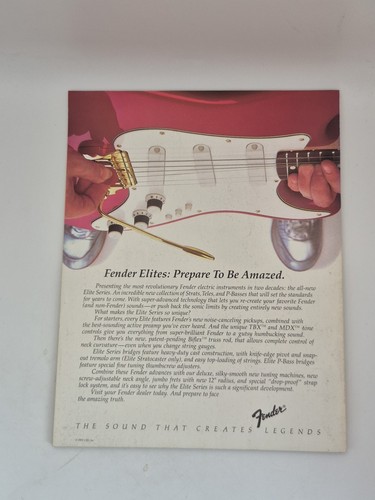 Fender Elites: Prepare To Be Amazed.
Presenting the most revolutionary Fender electric instruments in two decades: the all-new
Elite Series. An incredible new collection of Strats, Teles, and P-Basses that will set the standards
for years to come. With super-advanced technology that lets you re-create your favorite Fender
(and non-Fender) sounds—or push back the sonic limits by creating entirely new sounds.
What makes the Elite Series so unique?
For starters, every Elite features Fender's new noise-canceling pickups, combined with
the best-sounding active preamp you've ever heard. And the unique TBX™ and MDX™ tone
controls give you everything from super-brilliant Fender to a gutsy humbucking sound.
Then there's the new, patent-pending Biflex™ truss rod, that allows complete control of
neck curvature—even when you change string gauges.
Elite Series bridges feature heavy-duty cast construction, with knife-edge pivot and snap-
out tremolo arm (Elite Stratocaster only), and easy top-loading of strings. Elite P-Bass bridges
feature special fine tuning thumbscrew adjusters.
Combine these Fender advances with our deluxe, silky-smooth new tuning machines, new
screw-adjustable neck angle, jumbo frets with new 12" radius, and special "drop-proof" strap
lock system, and it's easy to see why the Elite Series is such a significant development.
Visit your Fender dealer today. And prepare to face
the amazing truth.
Fender
THE SOUND THAT CREATES LEGENDS